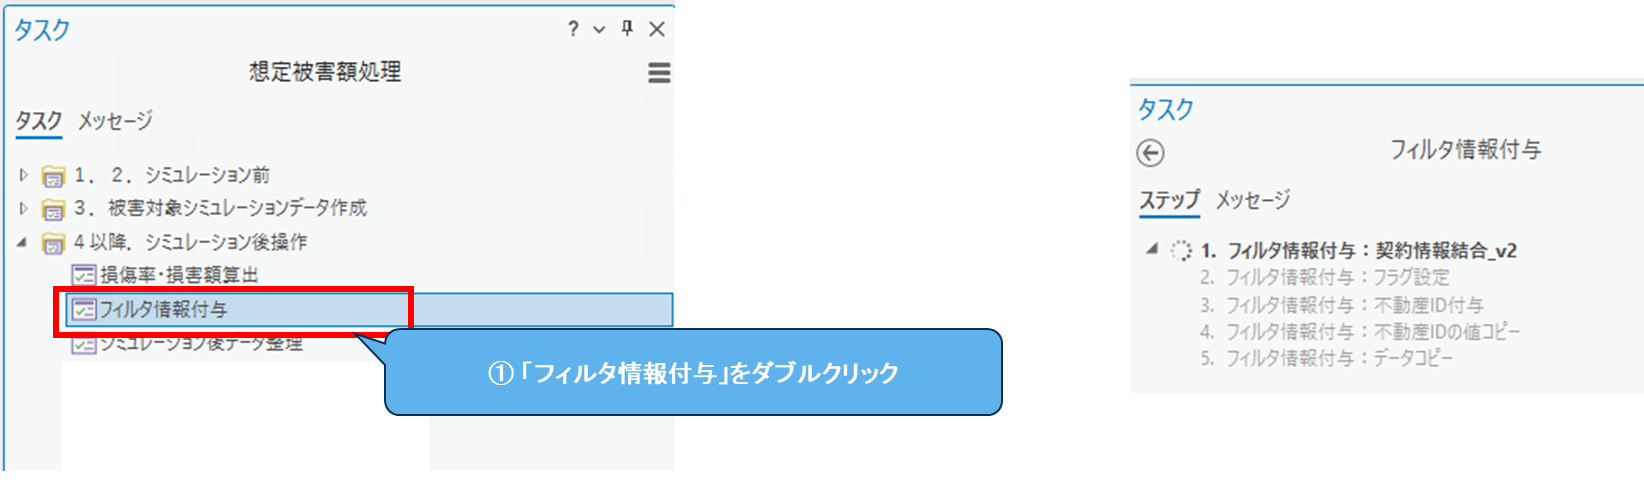 タスク
?
想定被害額処理
タスク メッセージ
1．2．シミュレーション前
3．被害対象シミュレーションデータ作成
4以降．シミュレーション後操作
損傷率・損害額算出
フィルタ情報付与
シミュレーション後データ整理
①「フィルタ情報付与」をダブルクリック
タスク
フィルタ情報付与
ステップ メッセージ
1. フィルタ情報付与：契約情報結合_v2
2. フィルタ情報付与：フラグ設定
3. フィルタ情報付与：不動産ID付与
4. フィルタ情報付与：不動産IDの値コピー
5. フィルタ情報付与：データコピー